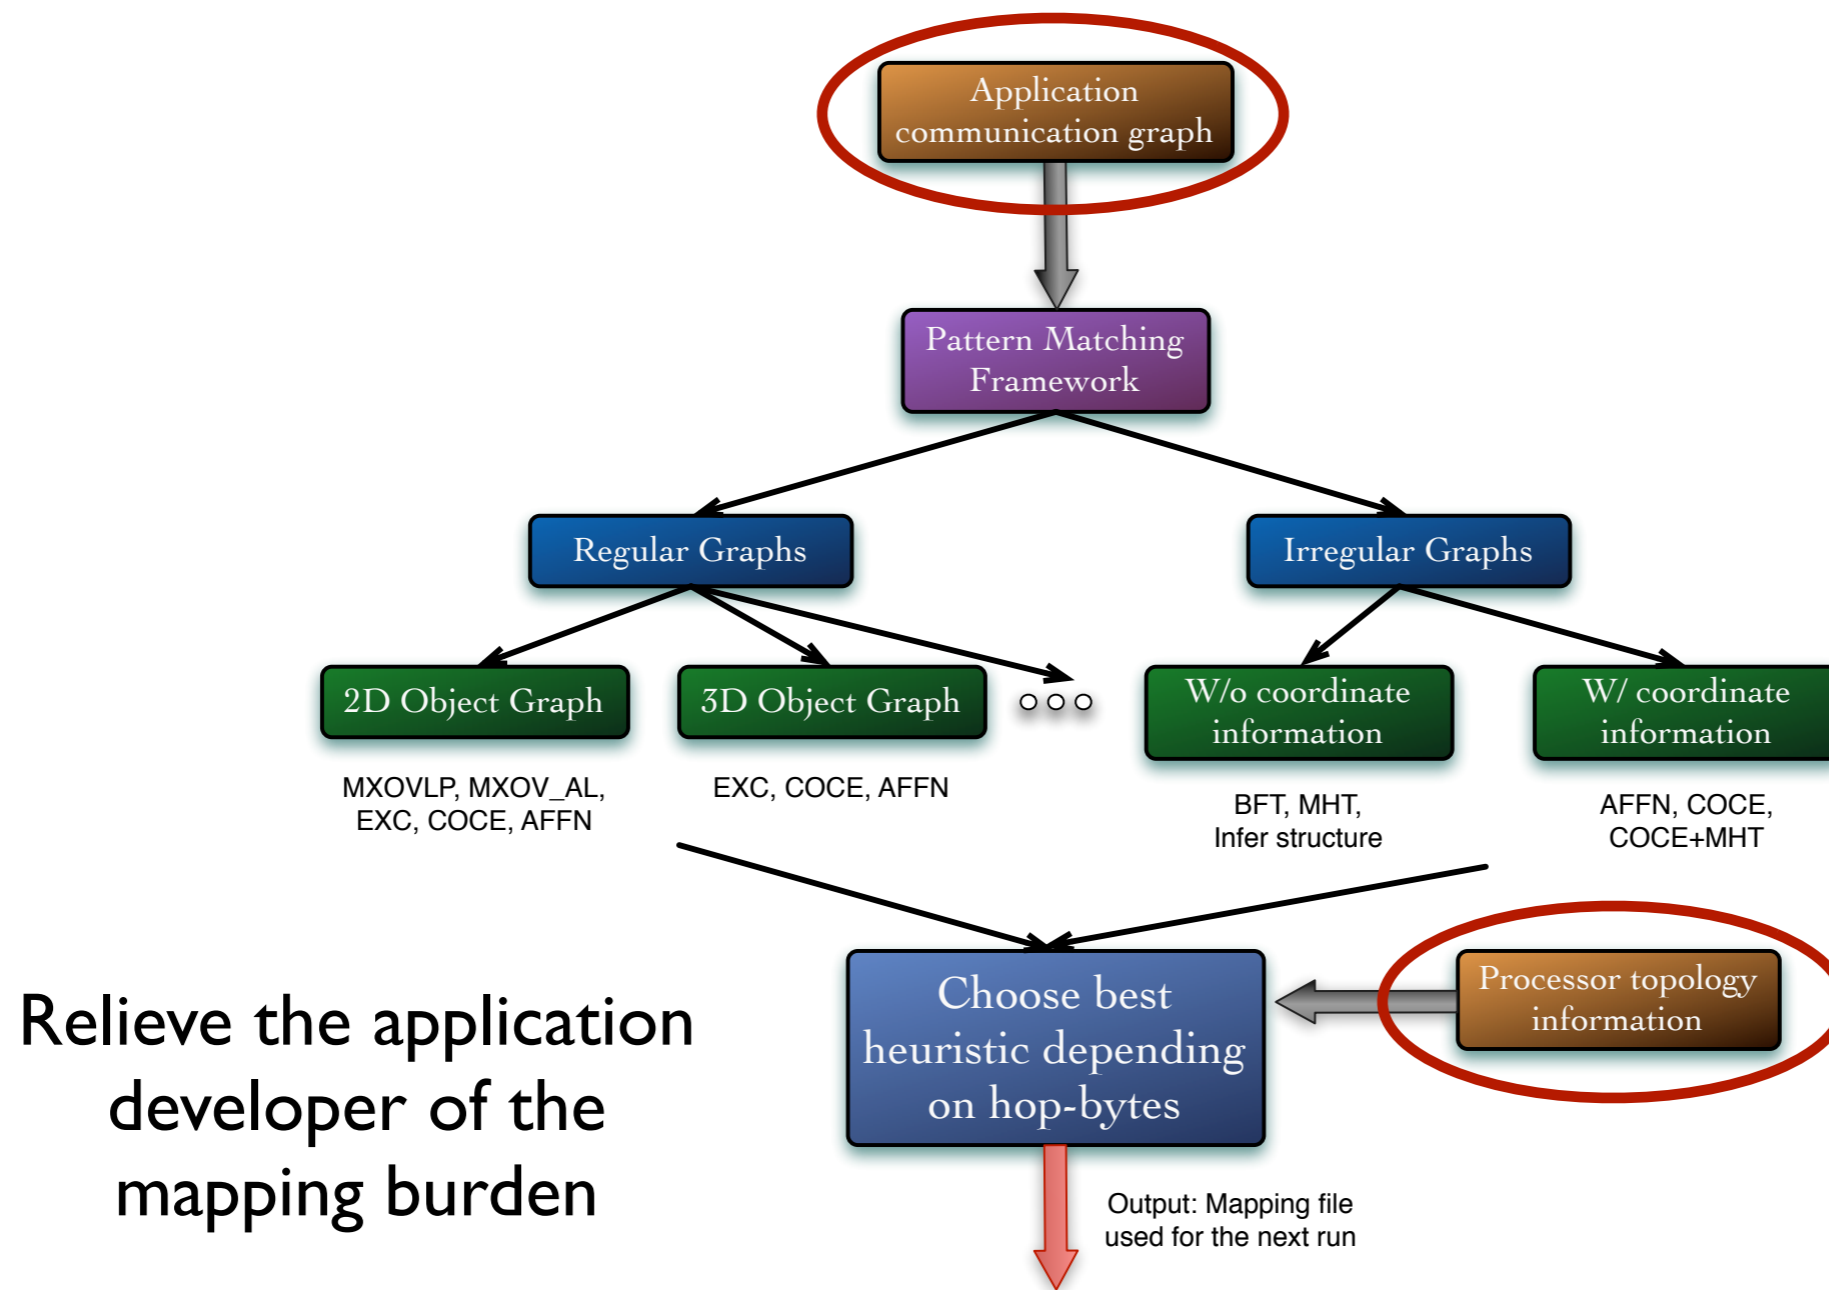 Application
communication graph
Pattern Matching
Framework
Regular Graphs
Irregular Graphs
2D Object Graph
3D Object Graph
W/o coordinate
information
W/ coordinate
information
MXOVLP, MXOV_AL,
EXC, COCE, AFFN
EXC, COCE, AFFN
BFT, MHT,
Infer structure
AFFN, COCE,
COCE+MHT
Choose best
heuristic depending
on hop-bytes
Processor topology
information
Relieve the application
developer of the
mapping burden
Output: Mapping file
used for the next run